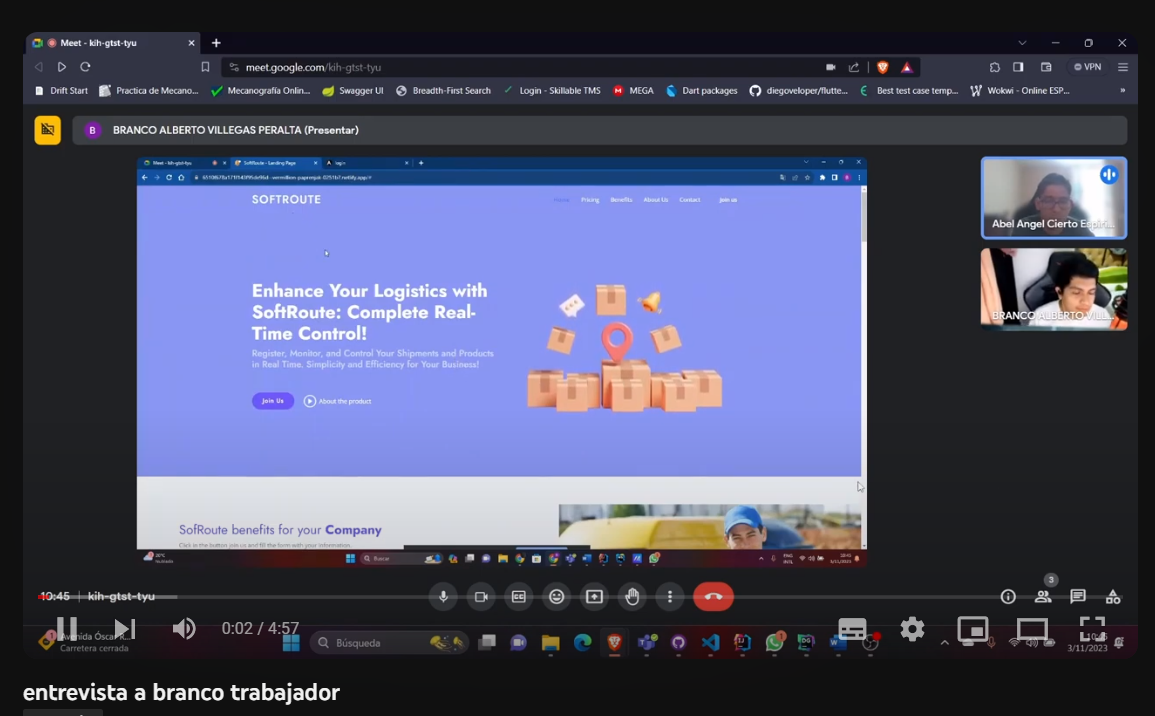 Meet - kih-gtst-tyu
meet.google.com/kih-gtst-tyu
VPN
Drift Start
Practica de Mecano...
Mecanografía Onlin...
Swagger UI
Breadth-First Search
Login - Skillable TMS
MEGA
Dart packages
diegoveloper/flutte...
Best test case temp...
Wokwi - Online ESP...
»
B
BRANCO ALBERTO VILLEGAS PERALTA (Presentar)
Meet - kih-gtst-tyu
SoftRoute - Landing Page
SOFTROUTE
Home
Pricing
Benefits
About Us
Contact
Join us
Enhance Your Logistics with
SoftRoute: Complete Real-
Time Control!
Register, Monitor, and Control Your Shipments and Products
in Real Time. Simplicity and Efficiency for Your Business!
Join Us
About the product
SofRoute benefits for your Company
Click in the button join us and fill the form with your information.
Buscar
Abel Angel Cierto
BRANCO ALBERTO
10:45 | kih-gtst-tyu
3
0:02 / 4:57
Carretera cerrada
Búsqueda
3/11/2023
entrevista a branco trabajador